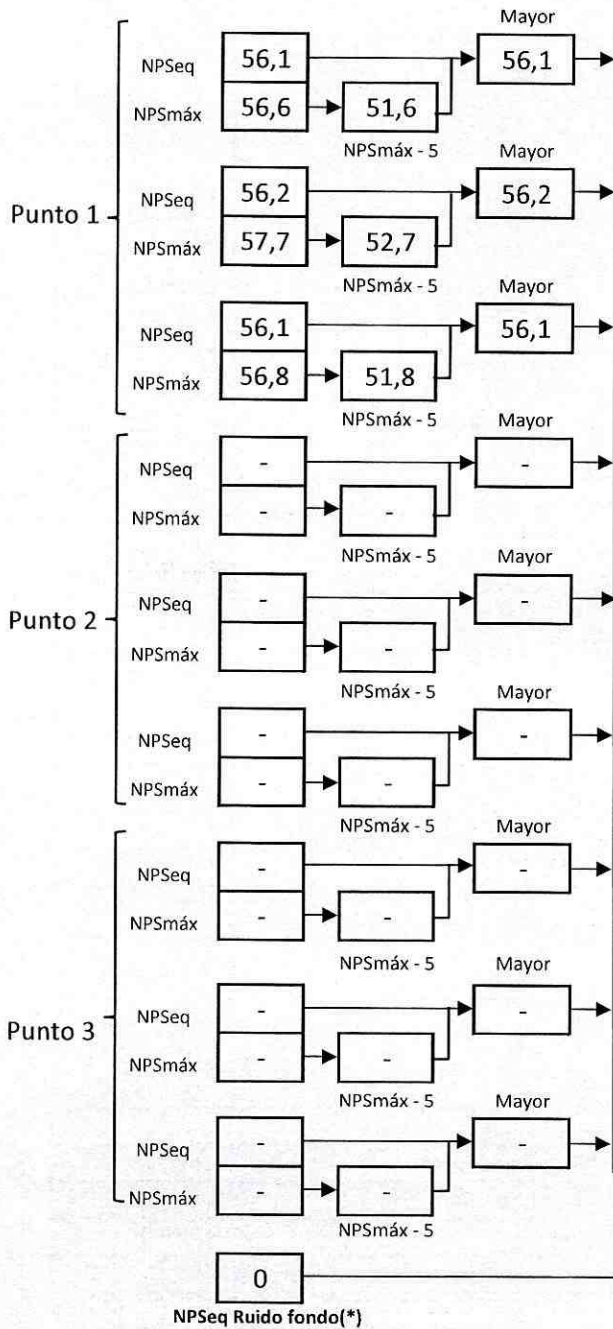 Mayor
NPSeq 56,1 56,1
NPSmáx 56,6 51,6
NPSmáx - 5
Mayor
Punto 1
NPSeq 56,2 56,2
NPSmáx 57,7 52,7
NPSmáx - 5
Mayor
NPSeq 56,1 56,1
NPSmáx 56,8 51,8
NPSmáx - 5
Mayor
NPSeq - -
NPSmáx - -
NPSmáx - 5
Mayor
Punto 2
NPSeq - -
NPSmáx - -
NPSmáx - 5
Mayor
NPSeq - -
NPSmáx - -
NPSmáx - 5
Mayor
NPSeq - -
NPSmáx - -
NPSmáx - 5
Mayor
Punto 3
NPSeq - -
NPSmáx - -
NPSmáx - 5
Mayor
NPSeq - -
NPSmáx - -
NPSmáx - 5
0
NPSeq Ruido fondo(*)